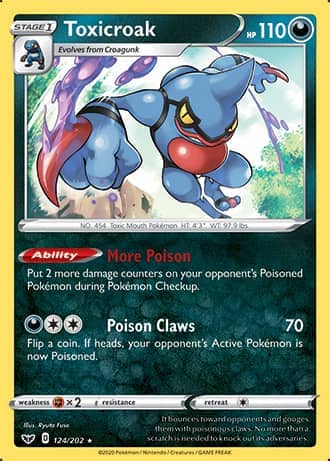 STAGE 1
Toxicroak
HP 110
Evolves from Croagunk
NO. 454 Toxic Mouth Pokémon HT: 4'3" WT: 97.9 lbs.
Ability More Poison
Put 2 more damage counters on your opponent's Poisoned
Pokémon during Pokémon Checkup.
Poison Claws 70
Flip a coin. If heads, your opponent's Active Pokémon is
now Poisoned.
weakness ×2 resistance retreat
Illus. Ryuta Fuse
124/202 ★
It bounces toward opponents and gouges
them with poisonous claws. No more than a
scratch is needed to knock out its adversaries.
©2020 Pokémon / Nintendo / Creatures / GAME FREAK